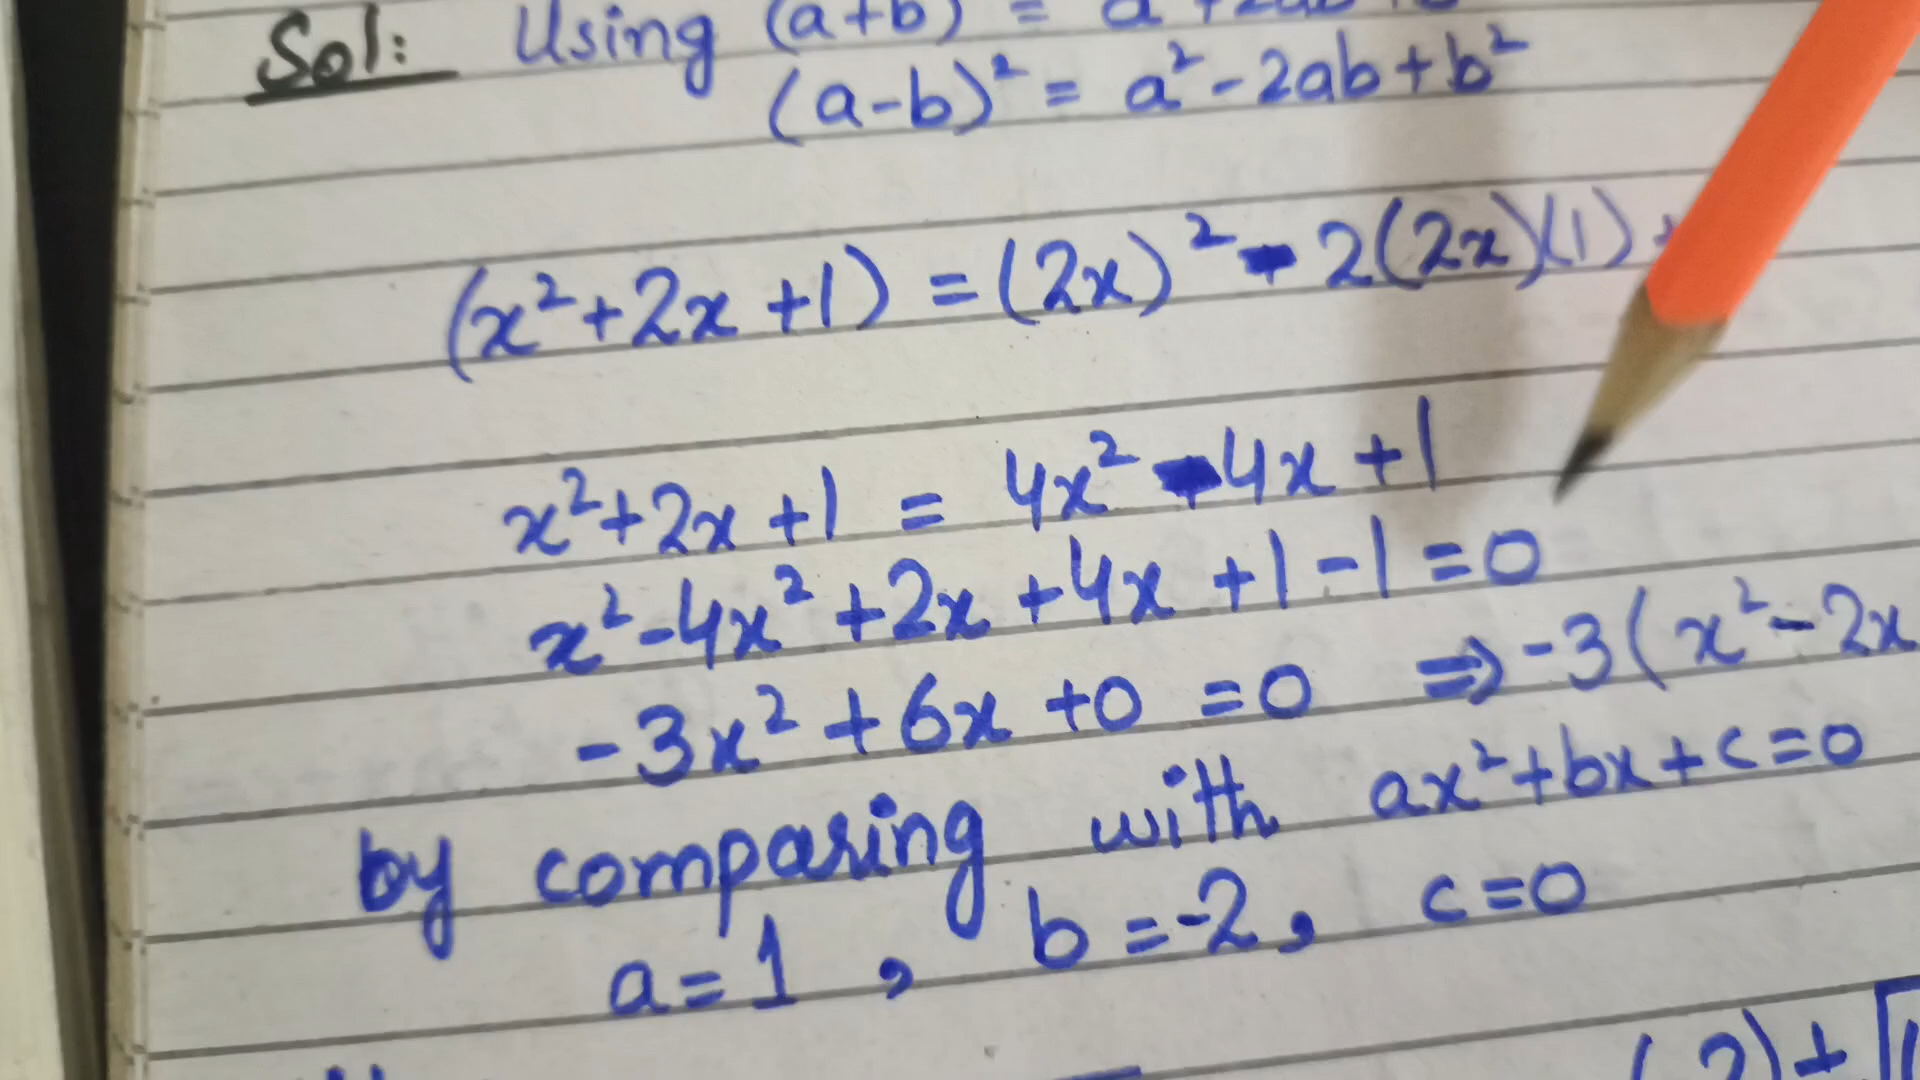 Sol: Using (a+b) = a + 2ab
(a-b)² = a² - 2ab + b²
(x²+2x+1) = (2x)² - 2(2x)(1) +
x²+2x+1 = 4x² - 4x + 1
x²-4x²+2x+4x+1-1=0
-3x²+6x+0=0 ⇒ -3(x²-2x
by comparing with ax²+bx+c=0
a=1, b=-2, c=0